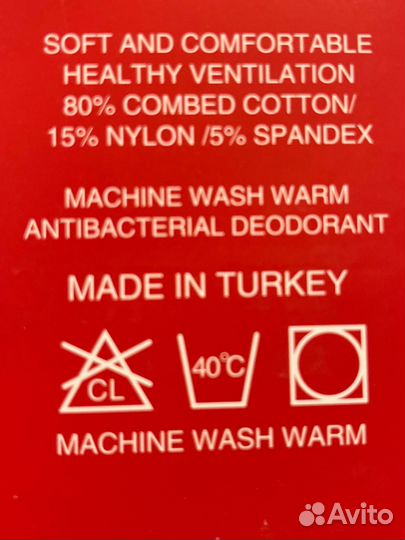 SOFT AND COMFORTABLE
HEALTHY VENTILATION
80% COMBED COTTON/
15% NYLON /5% SPANDEX
MACHINE WASH WARM
ANTIBACTERIAL DEODORANT
MADE IN TURKEY
CL 40°C
MACHINE WASH WARM
Avito